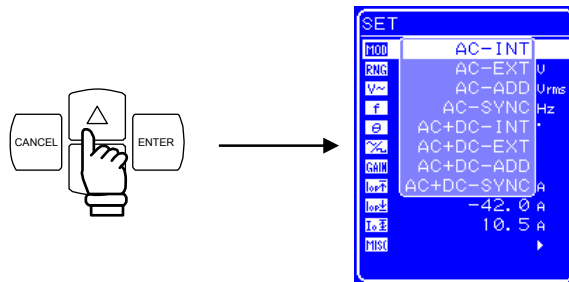 CANCEL
△
ENTER
SET
MOD AC-INT
RNG AC-EXT V
V~ AC-ADD Vrms
f AC-SYNC Hz
θ AC+DC-INT °
AC+DC-EXT
GAIN AC+DC-ADD
AC+DC-SYNC A
-42.0 A
10.5 A
MISC ▶